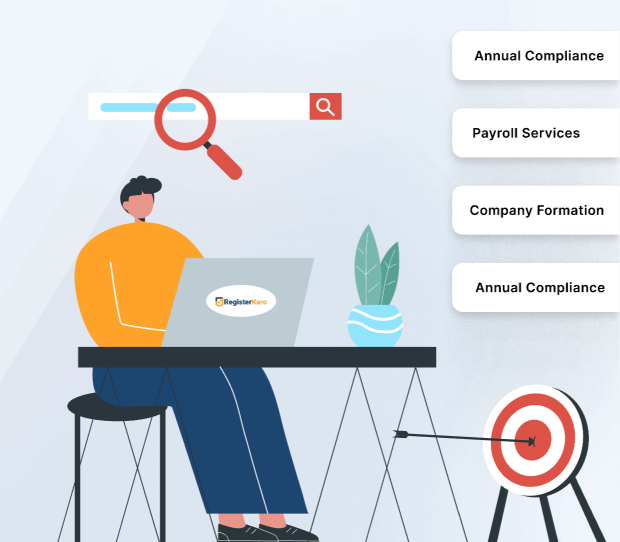 Annual Compliance
Payroll Services
Company Formation
RegisterKaro
Annual Compliance